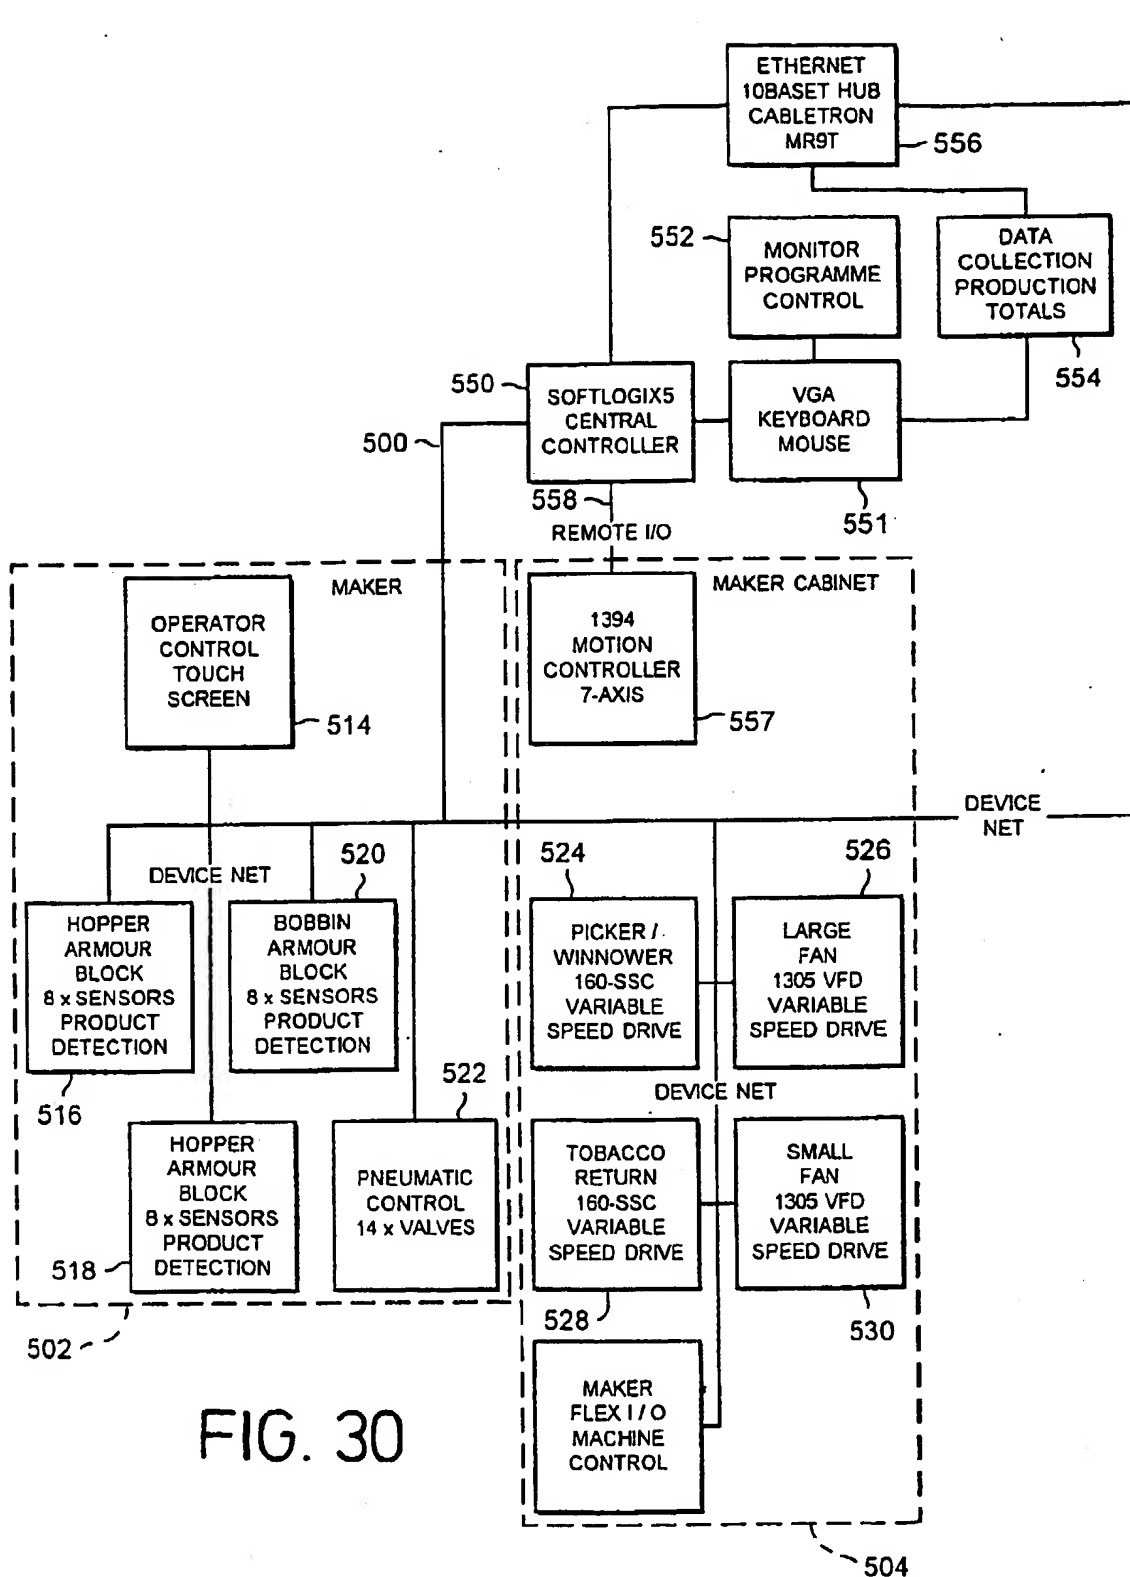 ETHERNET
10BASET HUB
CABLETRON
MR9T
556
552
MONITOR
PROGRAMME
CONTROL
DATA
COLLECTION
PRODUCTION
TOTALS
554
550
SOFTLOGIX5
CENTRAL
CONTROLLER
VGA
KEYBOARD
MOUSE
551
500
558
REMOTE I/O
MAKER
OPERATOR
CONTROL
TOUCH
SCREEN
514
MAKER CABINET
1394
MOTION
CONTROLLER
7-AXIS
557
DEVICE
NET
DEVICE NET
520
HOPPER
ARMOUR
BLOCK
8 x SENSORS
PRODUCT
DETECTION
516
BOBBIN
ARMOUR
BLOCK
8 x SENSORS
PRODUCT
DETECTION
522
HOPPER
ARMOUR
BLOCK
8 x SENSORS
PRODUCT
DETECTION
518
PNEUMATIC
CONTROL
14 x VALVES
502
524
PICKER /
WINNOWER
160-SSC
VARIABLE
SPEED DRIVE
526
LARGE
FAN
1305 VFD
VARIABLE
SPEED DRIVE
DEVICE NET
TOBACCO
RETURN
160-SSC
VARIABLE
SPEED DRIVE
528
SMALL
FAN
1305 VFD
VARIABLE
SPEED DRIVE
530
MAKER
FLEX I / O
MACHINE
CONTROL
504
FIG. 30